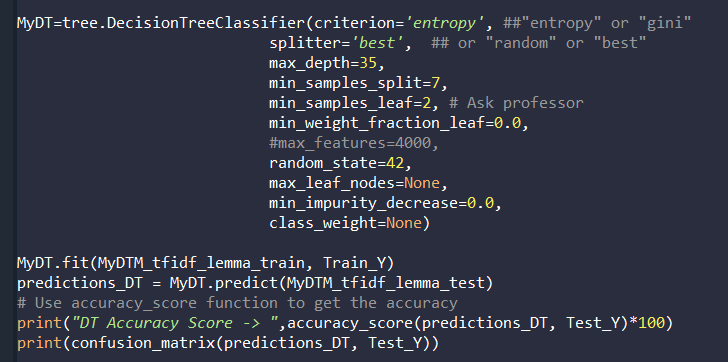 MyDT=tree.DecisionTreeClassifier(criterion='entropy', ##"entropy" or "gini"
splitter='best',  ## or "random" or "best"
max_depth=35,
min_samples_split=7,
min_samples_leaf=2, # Ask professor
min_weight_fraction_leaf=0.0,
#max_features=4000,
random_state=42,
max_leaf_nodes=None,
min_impurity_decrease=0.0,
class_weight=None)
MyDT.fit(MyDTM_tfidf_lemma_train, Train_Y)
predictions_DT = MyDT.predict(MyDTM_tfidf_lemma_test)
# Use accuracy_score function to get the accuracy
print("DT Accuracy Score -> ",accuracy_score(predictions_DT, Test_Y)*100)
print(confusion_matrix(predictions_DT, Test_Y))